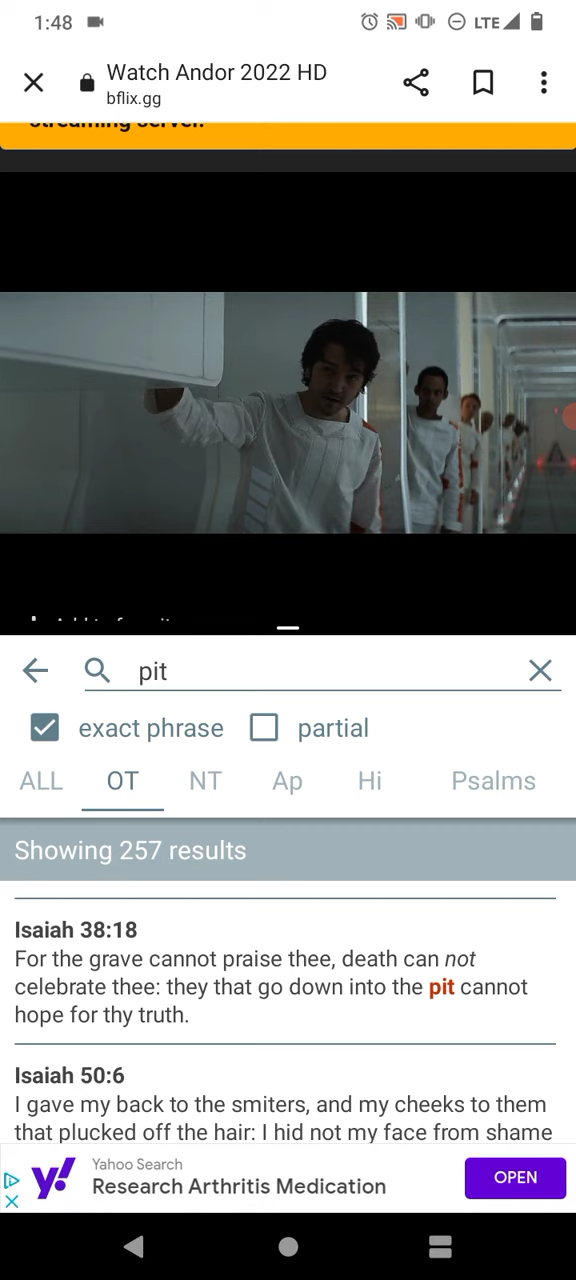 1:48
LTE
Watch Andor 2022 HD
bflix.gg
streaming server.
pit
exact phrase
partial
ALL
OT
NT
Ap
Hi
Psalms
Showing 257 results
Isaiah 38:18
For the grave cannot praise thee, death can not
celebrate thee: they that go down into the pit cannot
hope for thy truth.
Isaiah 50:6
I gave my back to the smiters, and my cheeks to them
that plucked off the hair: I hid not my face from shame
y!
Yahoo Search
Research Arthritis Medication
OPEN